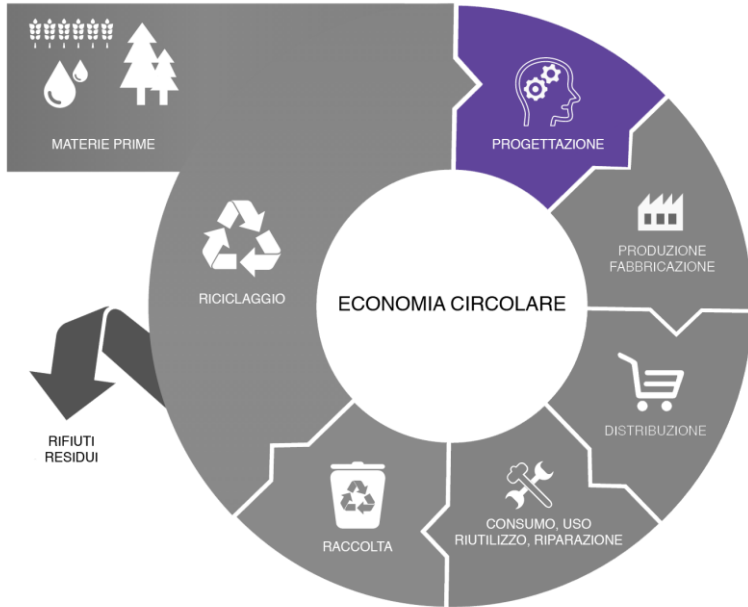 MATERIE PRIME
PROGETTAZIONE
PRODUZIONE
FABBRICAZIONE
RICICLAGGIO
ECONOMIA CIRCOLARE
DISTRIBUZIONE
RIFIUTI
RESIDUI
CONSUMO, USO
RIUTILIZZO, RIPARAZIONE
RACCOLTA